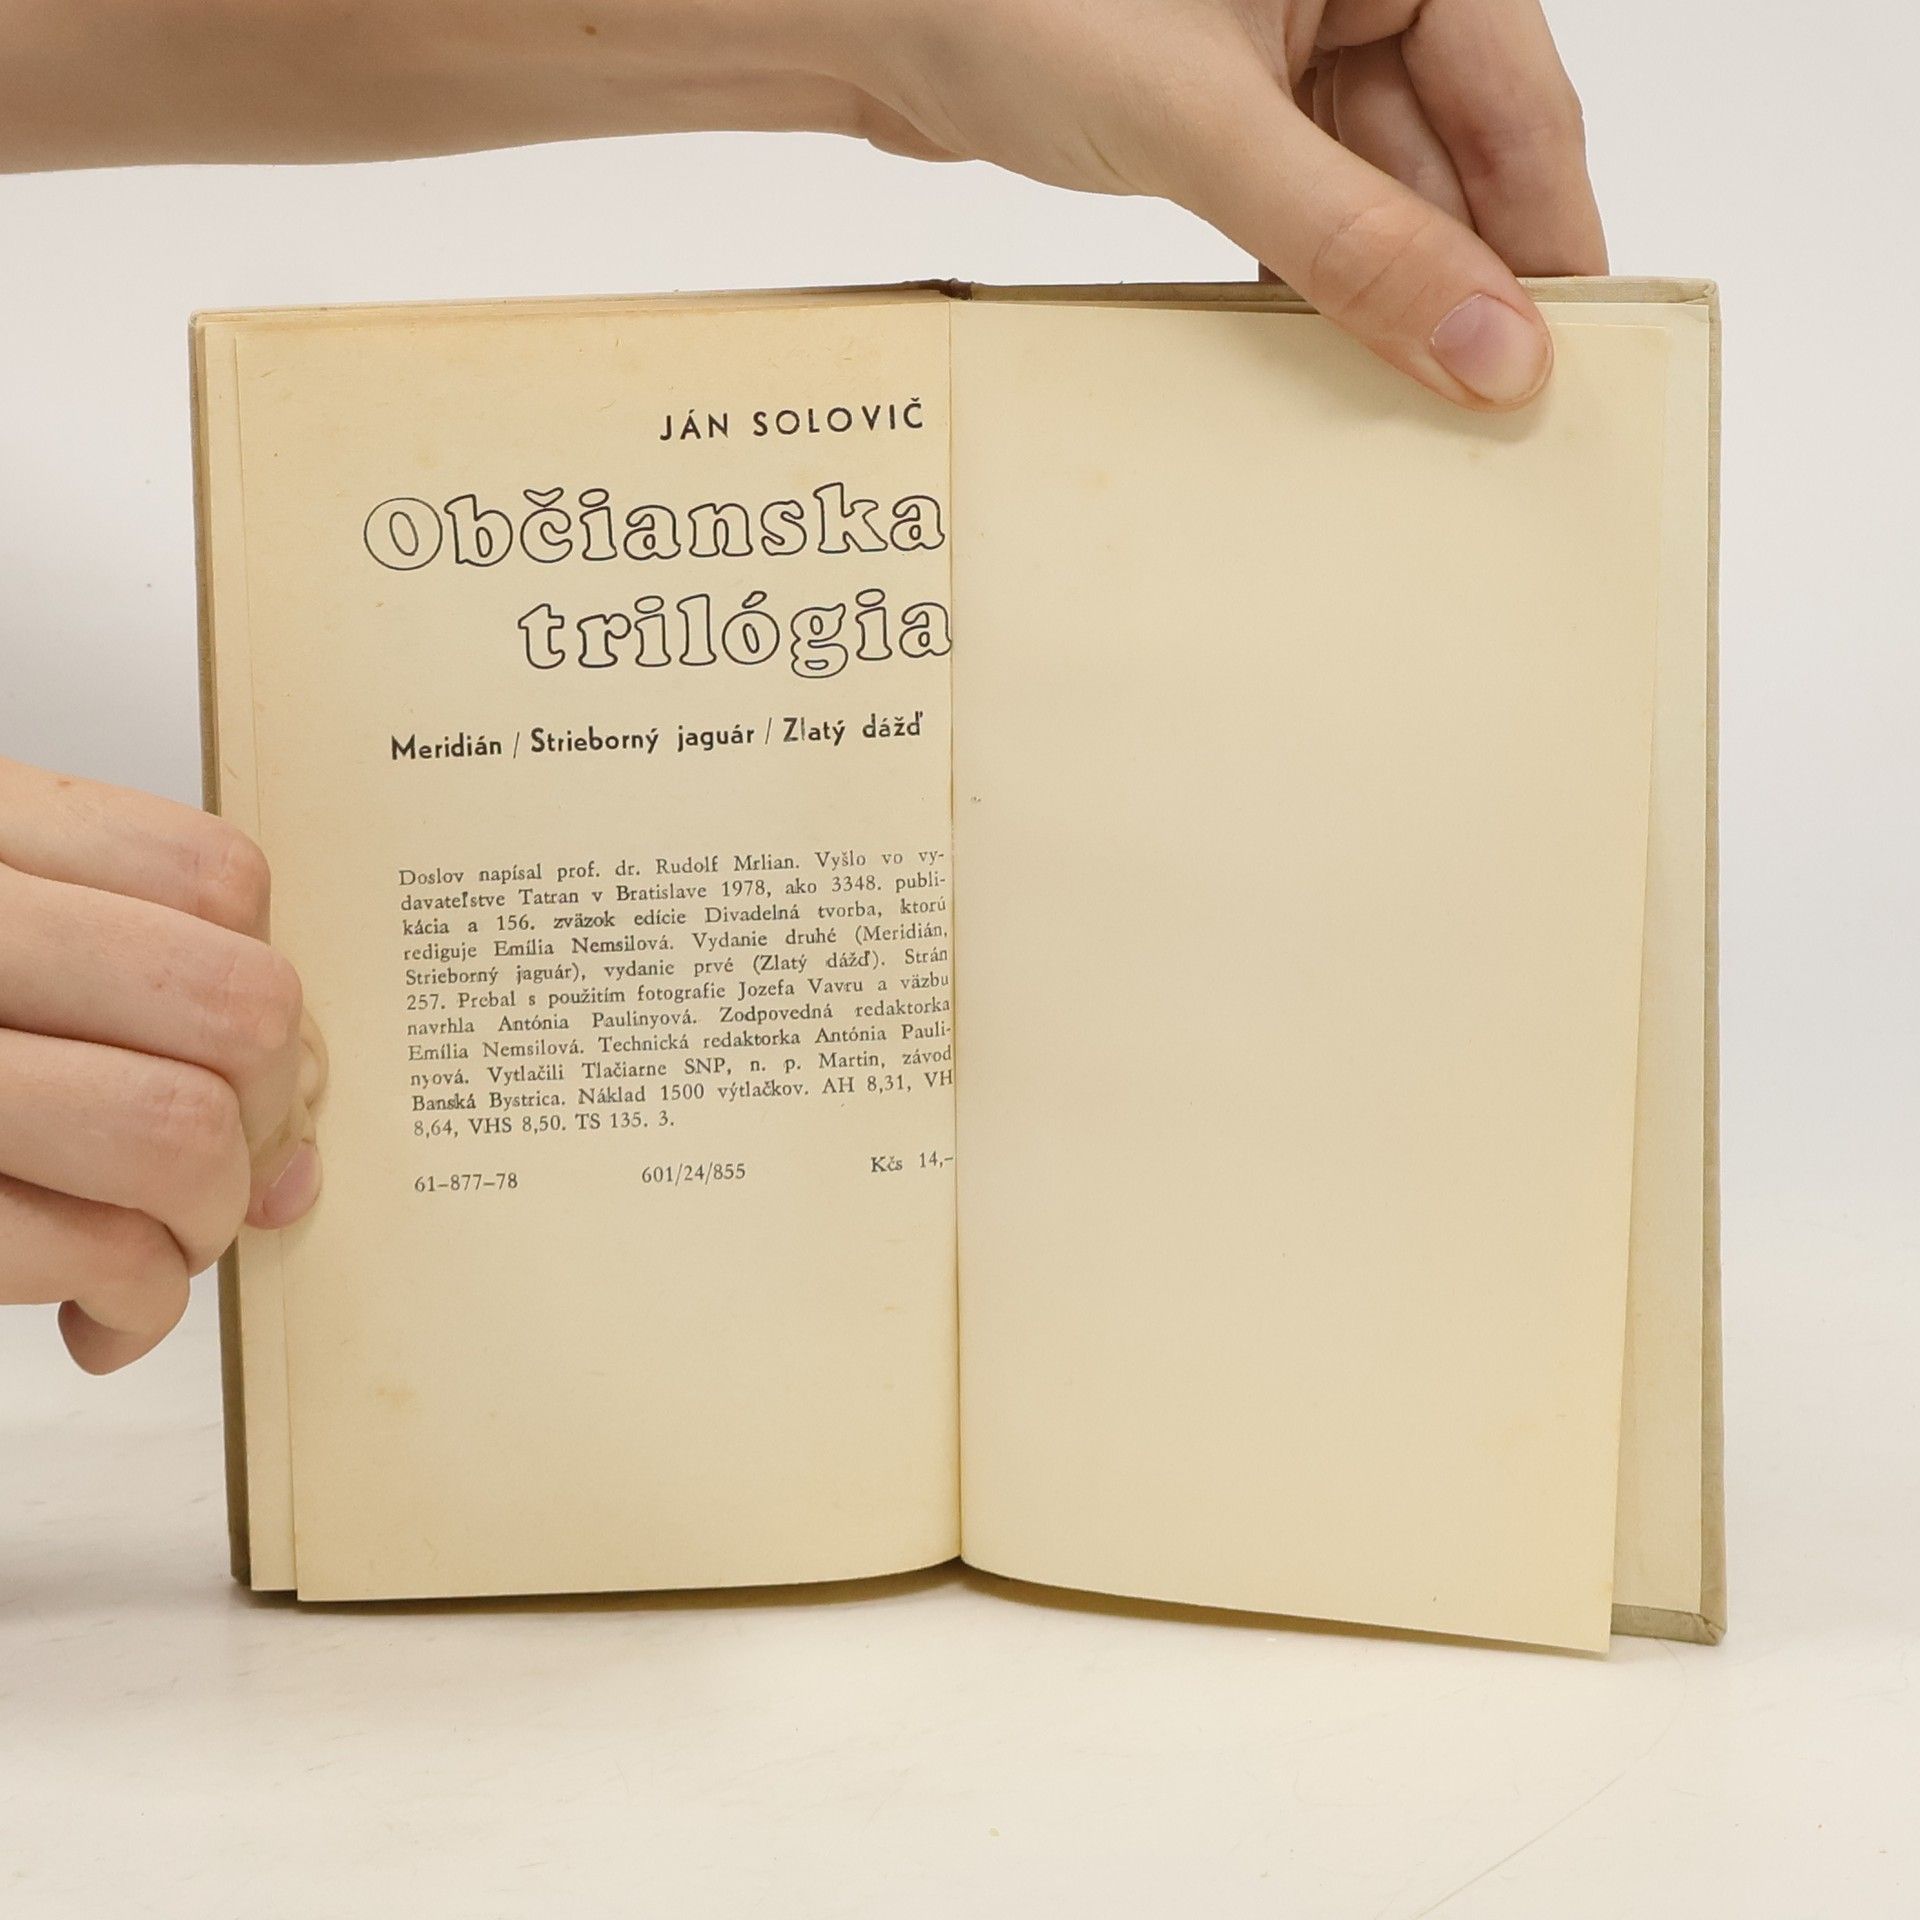 JÁN SOLOVIČ
Občianska
trilógia
Meridián / Strieborný jaguár / Zlatý dážď
Doslov napísal prof. dr. Rudolf Mrlian. Vyšlo vo vy-
davateľstve Tatran v Bratislave 1978, ako 3348. publi-
kácia a 156. zväzok edície Divadelná tvorba, ktorú
rediguje Emília Nemsilová. Vydanie druhé (Meridián,
Strieborný jaguár), vydanie prvé (Zlatý dážď). Strán
257. Prebal s použitím fotografie Jozefa Vavru a väzbu
navrhla Antónia Paulinyová. Zodpovedná redaktorka
Emília Nemsilová. Technická redaktorka Antónia Pauli-
nyová. Vytlačili Tlačiarne SNP, n. p. Martin, závod
Banská Bystrica. Náklad 1500 výtlačkov. AH 8,31, VH
8,64, VHS 8,50. TS 135. 3.
61–877–78 601/24/855 Kčs 14,–